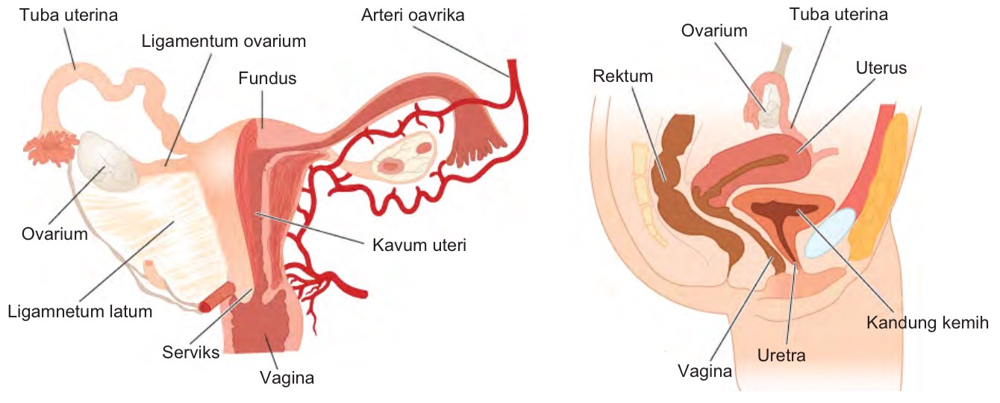 Tuba uterina
Arteri oavrika
Ligamentum ovarium
Fundus
Ovarium
Kavum uteri
Ligamnetum latum
Serviks
Vagina
Tuba uterina
Ovarium
Uterus
Rektum
Kandung kemih
Uretra
Vagina